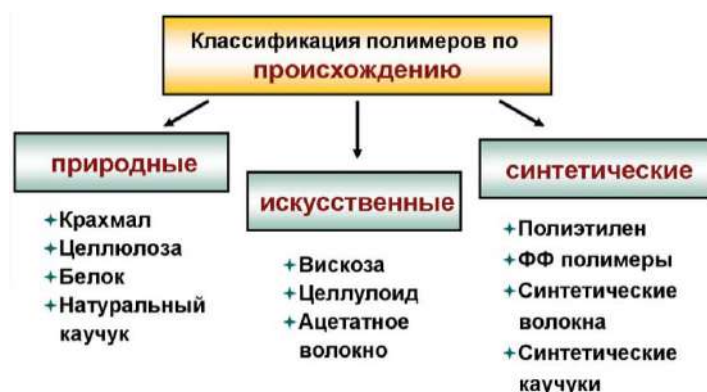 Классификация полимеров по
происхождению
природные
+Крахмал
+Целлюлоза
+Белок
+Натуральный
каучук
искусственные
+Вискоза
+Целлулоид
+Ацетатное
волокно
синтетические
+Полиэтилен
+ФФ полимеры
+Синтетические
волокна
+Синтетические
каучуки